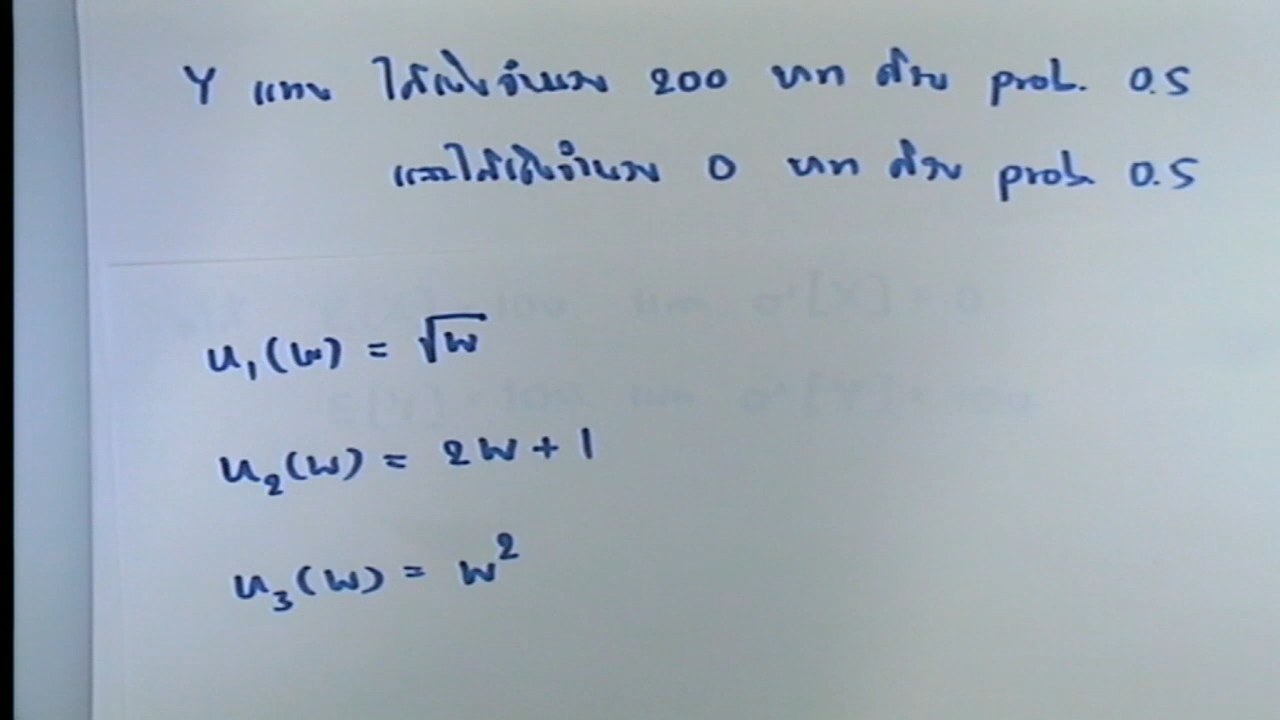 Y แทน ได้เงินจำนวน 200 บาท ด้วย prob. 0.5
และได้เงินจำนวน 0 บาท ด้วย prob. 0.5
u₁(w) = √w
u₂(w) = 2w + 1
u₃(w) = w²